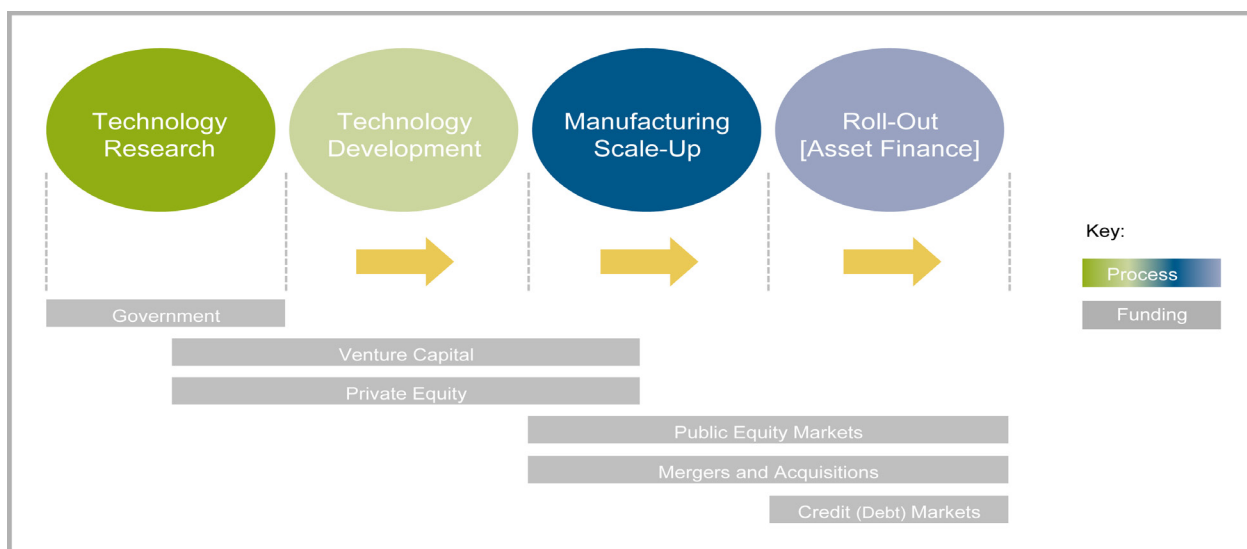 Technology
Research
Technology
Development
Manufacturing
Scale-Up
Roll-Out
[Asset Finance]
Key:
Process
Funding
Government
Venture Capital
Private Equity
Public Equity Markets
Mergers and Acquisitions
Credit (Debt) Markets